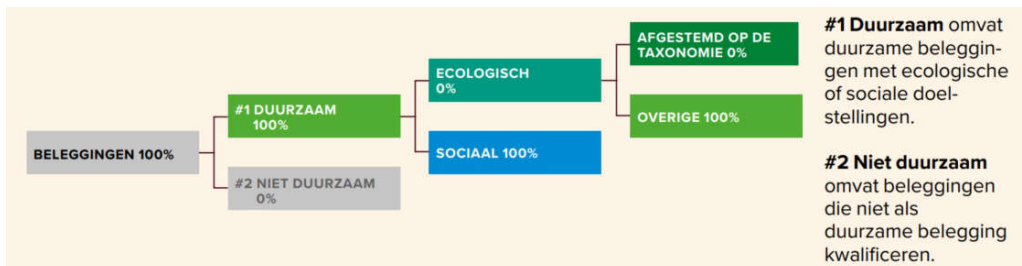 BELEGGINGEN 100%
#1 DUURZAAM
100%
#2 NIET DUURZAAM
0%
ECOLOGISCH
0%
SOCIAAL 100%
AFGESTEMD OP DE
TAXONOMIE 0%
OVERIGE 100%
#1 Duurzaam omvat
duurzame beleggin-
gen met ecologische
of sociale doel-
stellingen.
#2 Niet duurzaam
omvat beleggingen
die niet als
duurzame belegging
kwalificeren.